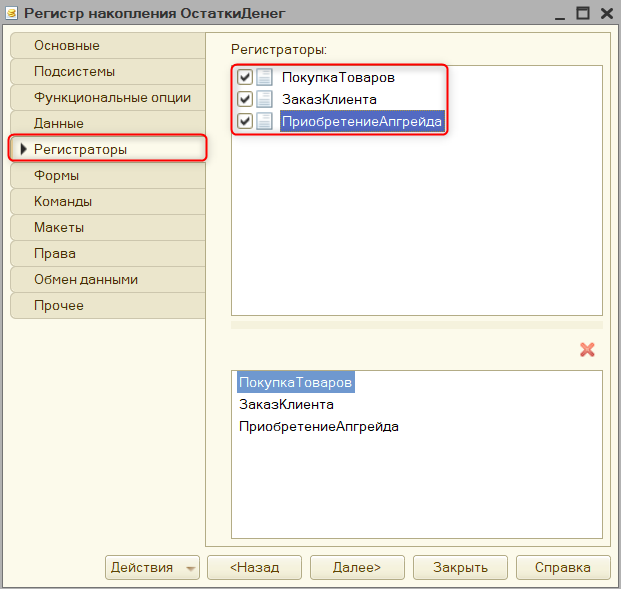 Регистр накопления ОстаткиДенег
Основные
Подсистемы
Функциональные опции
Данные
Регистраторы
Формы
Команды
Макеты
Права
Обмен данными
Прочее
Регистраторы:
ПокупкаТоваров
ЗаказКлиента
ПриобретениеАпгрейда
ПокупкаТоваров
ЗаказКлиента
ПриобретениеАпгрейда
Действия
<Назад
Далее>
Закрыть
Справка